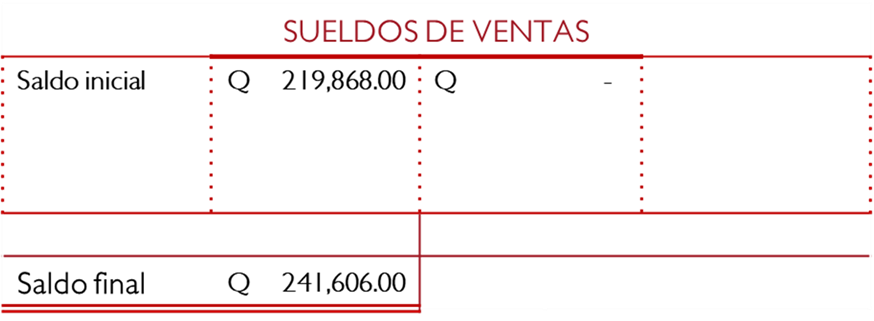 SUELDOS DE VENTAS
Saldo inicial Q 219,868.00 Q -
Saldo final Q 241,606.00